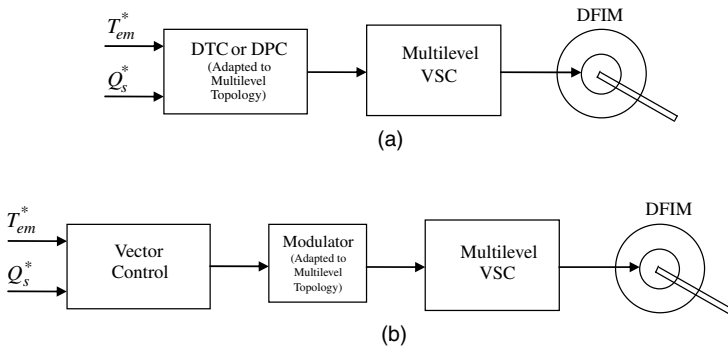 DFIM
T*em
DTC or DPC
(Adapted to
Multilevel
Topology)
Multilevel
VSC
Q*s
(a)
DFIM
T*em
Vector
Control
Modulator
(Adapted to
Multilevel
Topology)
Multilevel
VSC
Q*s
(b)